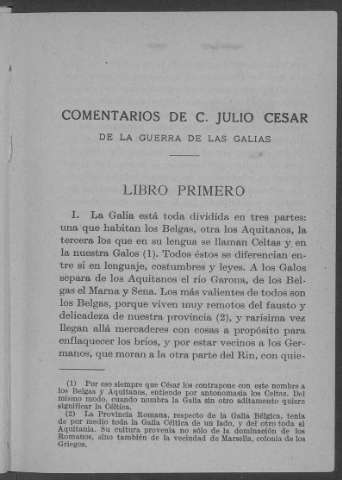 COMENTARIOS DE C. JULIO CESAR
DE LA GUERRA DE LAS GALIAS
LIBRO PRIMERO
I. La Galia está toda dividida en tres partes:
una que habitan los Belgas, otra los Aquitanos, la
tercera los que en su lengua se llaman Celtas y en
la nuestra Galos (1). Todos éstos se diferencian en-
tre sí en lenguaje, costumbres y leyes. A los Galos
separa de los Aquitanos el río Garona, de los Bel-
gas el Marna y Sena. Los más valientes de todos son
los Belgas, porque viven muy remotos del fausto y
delicadeza de nuestra provincia (2), y rarísima vez
llegan allá mercaderes con cosas a propósito para
enflaquecer los bríos, y por estar vecinos a los Ger-
manos, que moran a la otra parte del Rin, con quie-
(1) Por eso siempre que César los contrapone con este nombre a
los Belgas y Aquitanos, entiende por antonomasia los Celtas. Del
mismo modo, cuando nombra la Galia sin otro aditamento quiere
significar la Céltica.
(2) La Provincia Romana, respecto de la Galia Bélgica, tenía
de por medio toda la Galia Céltica de un lado, y del otro toda al
Aquitania. Su cultura provenía no sólo de la dominación de los
Romanos, sino también de la vecindad de Marsella, colonia de los
Griegos.